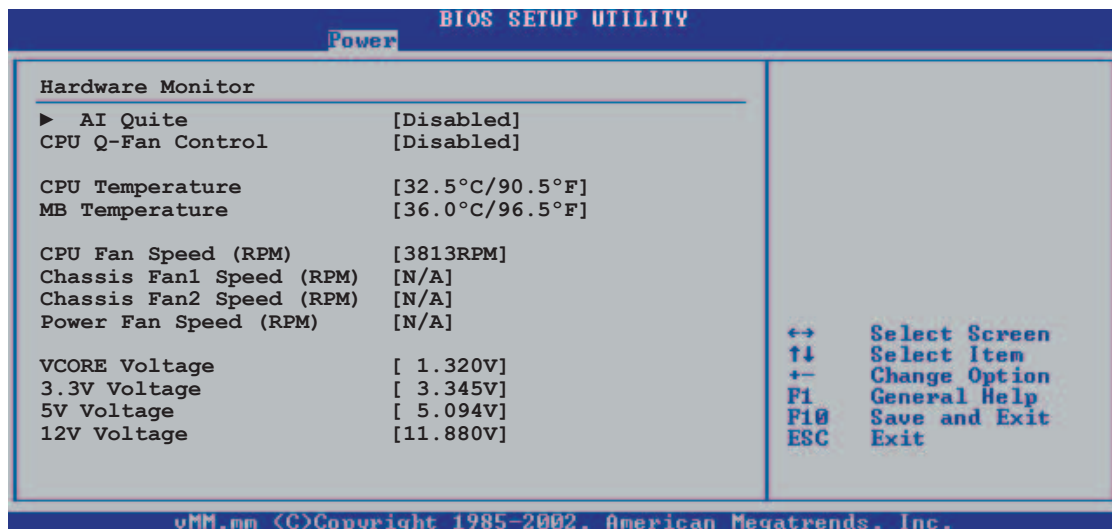 BIOS SETUP UTILITY
Power
Hardware Monitor
► AI Quite [Disabled]
CPU Q-Fan Control [Disabled]
CPU Temperature [32.5°C/90.5°F]
MB Temperature [36.0°C/96.5°F]
CPU Fan Speed (RPM) [3813RPM]
Chassis Fan1 Speed (RPM) [N/A]
Chassis Fan2 Speed (RPM) [N/A]
Power Fan Speed (RPM) [N/A]
VCORE Voltage [ 1.320V]
3.3V Voltage [ 3.345V]
5V Voltage [ 5.094V]
12V Voltage [11.880V]
←→ Select Screen
↑↓ Select Item
+- Change Option
F1 General Help
F10 Save and Exit
ESC Exit
vMM.mm (C)Copyright 1985-2002, American Megatrends, Inc.